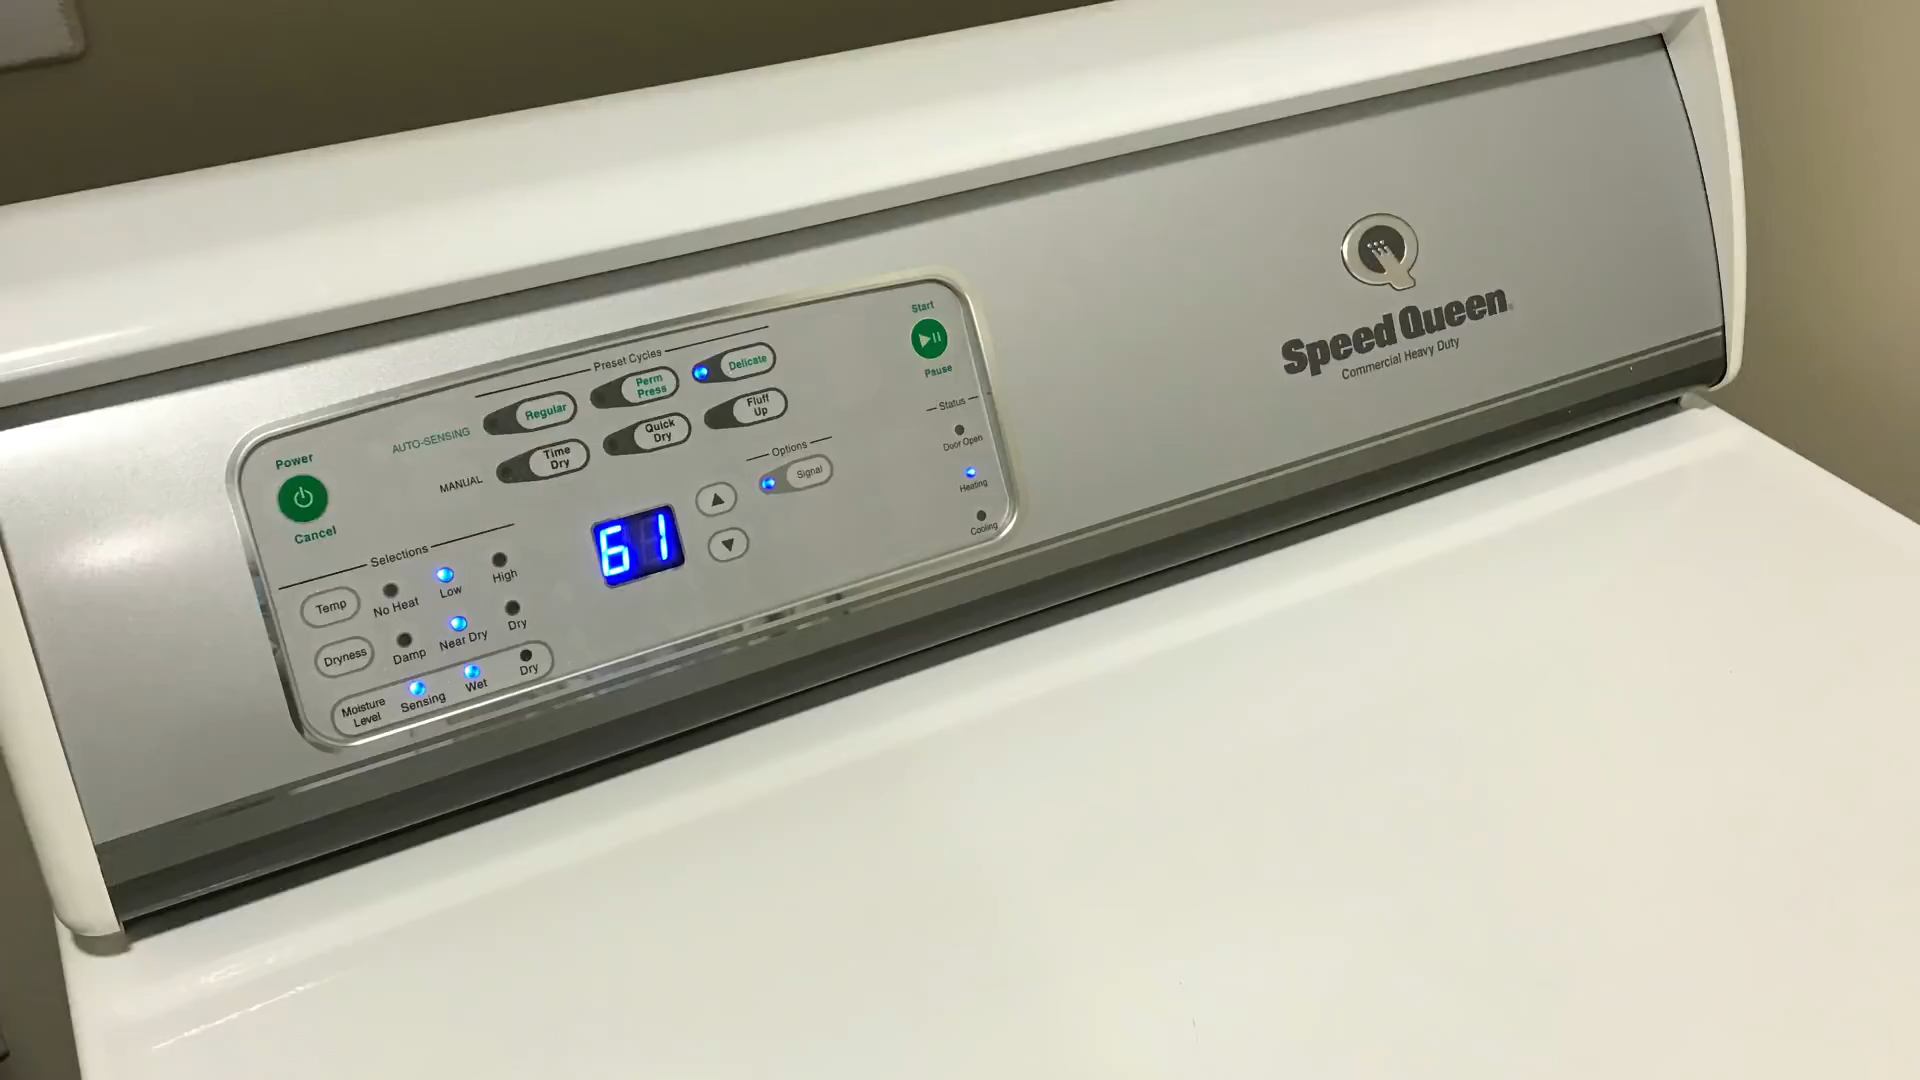 Speed Queen
Commercial Heavy Duty
Start
Pause
Preset Cycles
AUTO-SENSING
Regular
Perm
Press
Delicate
MANUAL
Time
Dry
Quick
Dry
Fluff
Up
Options
Signal
Status
Door Open
Heating
Cooling
Power
Cancel
61
Selections
Temp
No Heat
Low
High
Dryness
Damp
Near Dry
Dry
Moisture
Level
Sensing
Wet
Dry